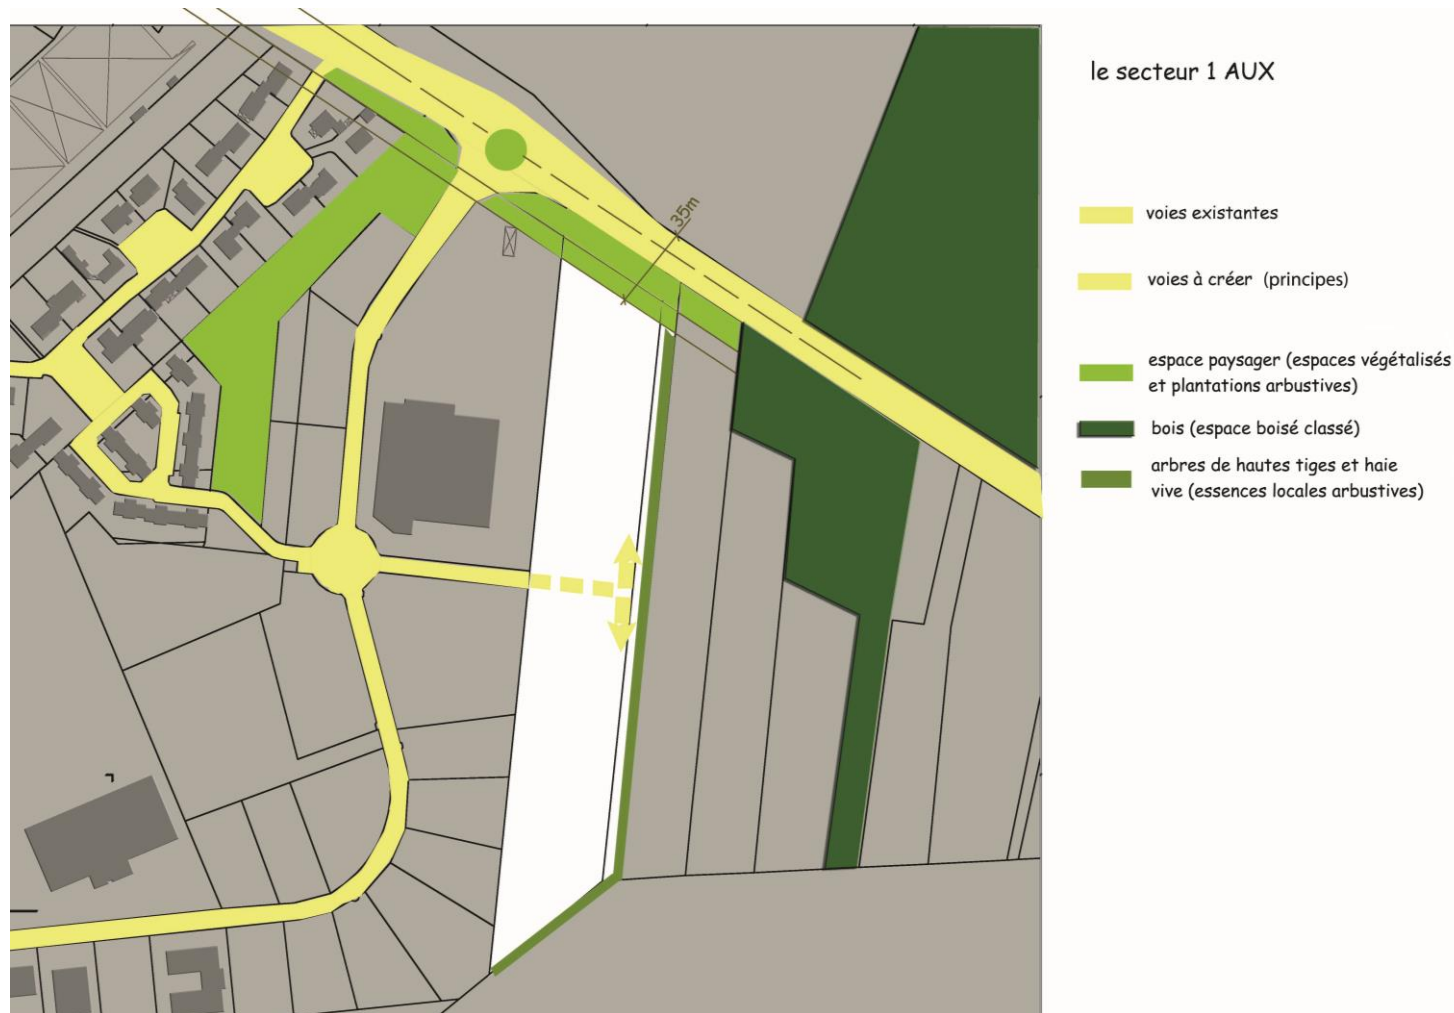 le secteur 1 AUX
voies existantes
voies à créer (principes)
espace paysager (espaces végétalisés
et plantations arbustives)
bois (espace boisé classé)
arbres de hautes tiges et haie
vive (essences locales arbustives)
35m